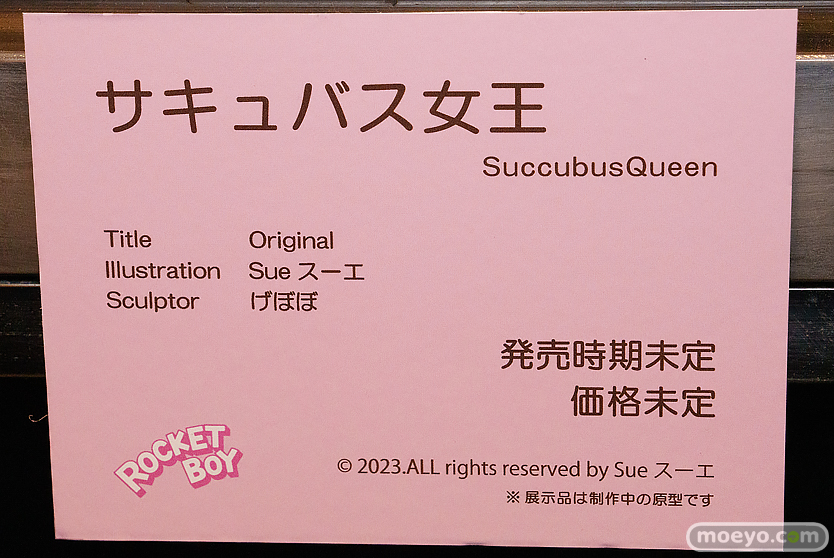 サキュバス女王
SuccubusQueen
Title Original
Illustration Sue スーエ
Sculptor げぼぼ
発売時期未定
価格未定
ROCKET
BOY
© 2023.ALL rights reserved by Sue スーエ
※ 展示品は制作中の原型です
moeyo.com